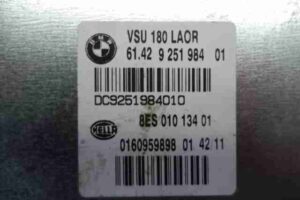 BMW
VSU 180 LAOR
61.42 9 251 984 01
DC9251984010
HELLA
8ES 010 134 01
0160959898 01 42 11